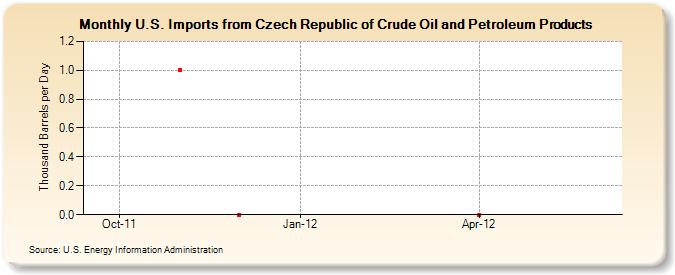 Monthly U.S. Imports from Czech Republic of Crude Oil and Petroleum Products
Thousand Barrels per Day
1.2
1.0
0.8
0.6
0.4
0.2
0.0
Oct-11 Jan-12 Apr-12
Source: U.S. Energy Information Administration